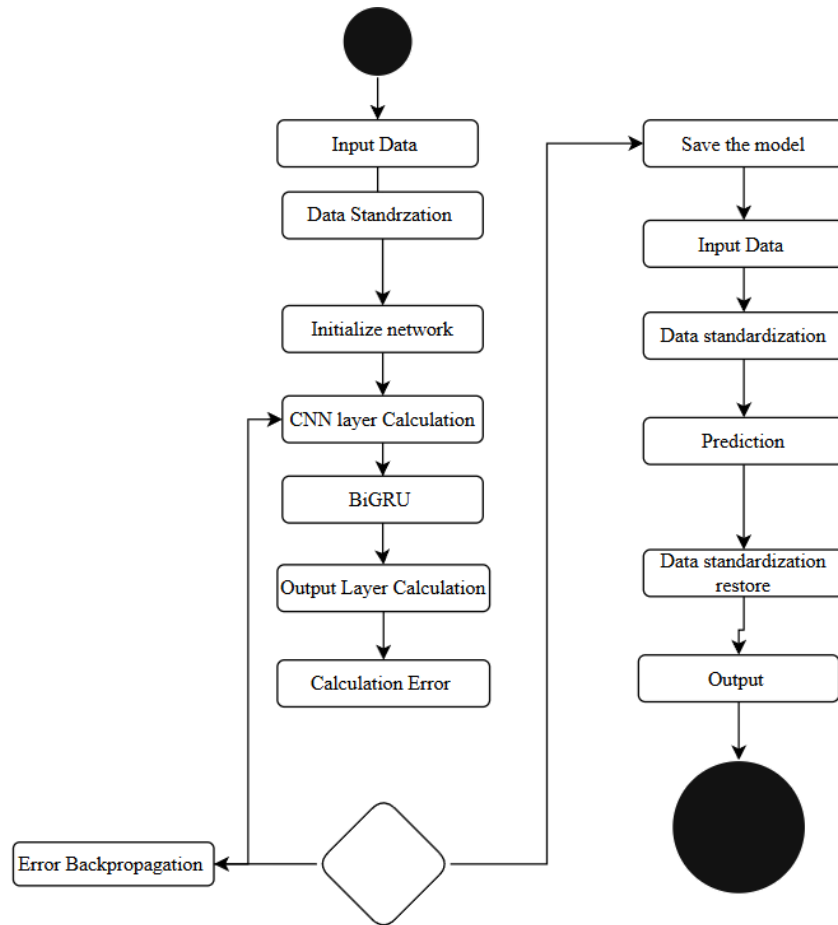 Input Data
Data Standrzation
Initialize network
CNN layer Calculation
BiGRU
Output Layer Calculation
Calculation Error
Error Backpropagation
Save the model
Input Data
Data standardization
Prediction
Data standardization
restore
Output